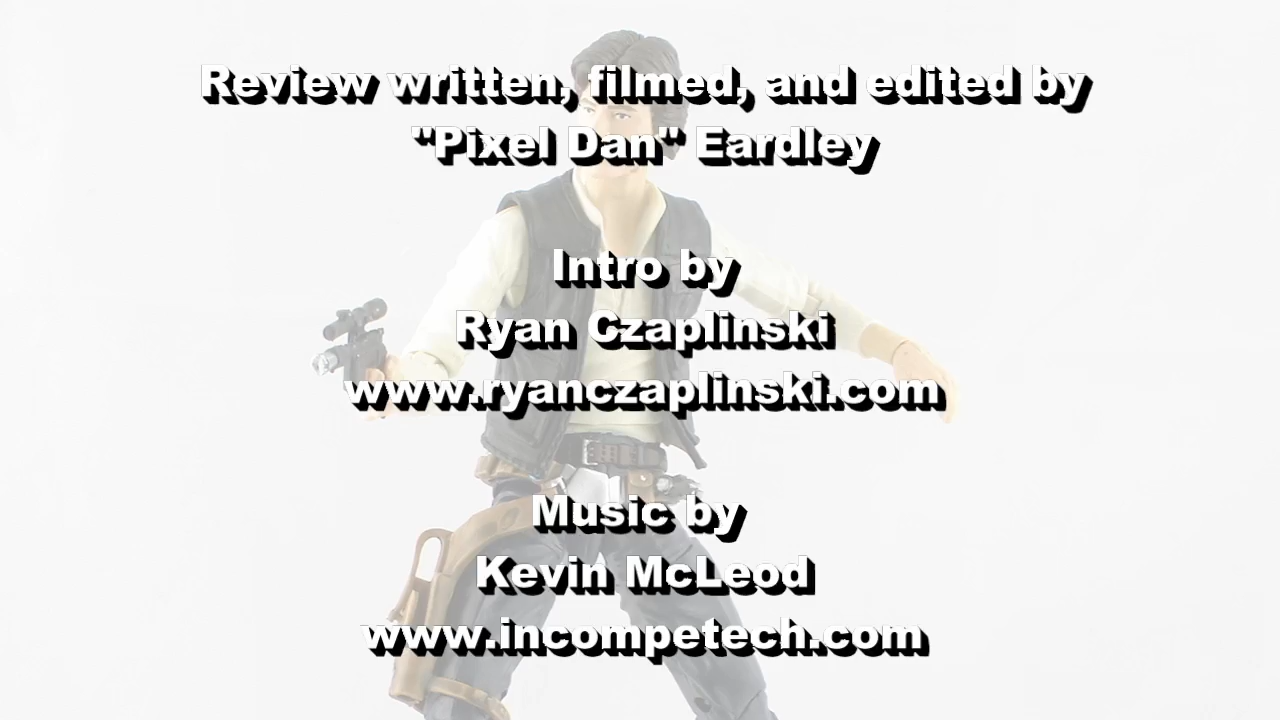 Review written, filmed, and edited by
"Pixel Dan" Eardley
Intro by
Ryan Czaplinski
www.ryanczaplinski.com
Music by
Kevin McLeod
www.incompetech.com